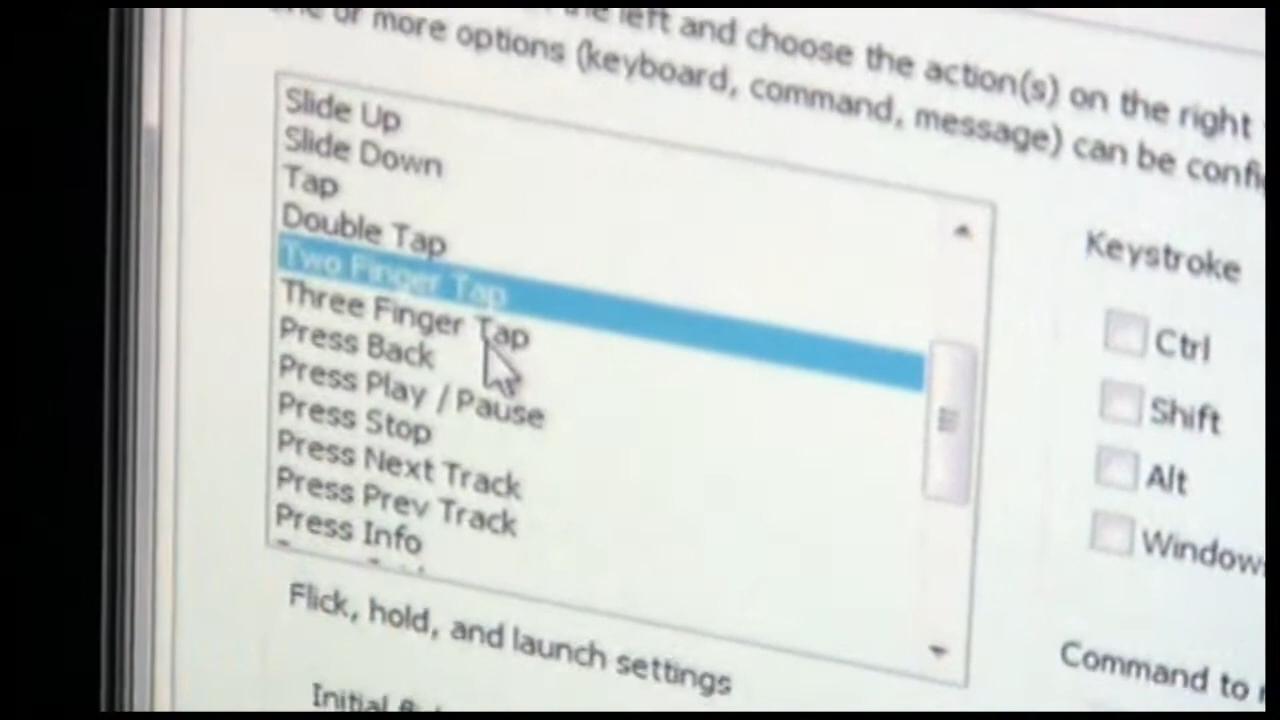 the left and choose the action(s) on the right
or more options (keyboard, command, message) can be
Slide Up
Slide Down
Tap
Double Tap
Two Finger Tap
Three Finger Tap
Press Back
Press Play / Pause
Press Stop
Press Next Track
Press Prev Track
Press Info
Flick, hold, and launch settings
Initial
Keystroke
Ctrl
Shift
Alt
Windows
Command to